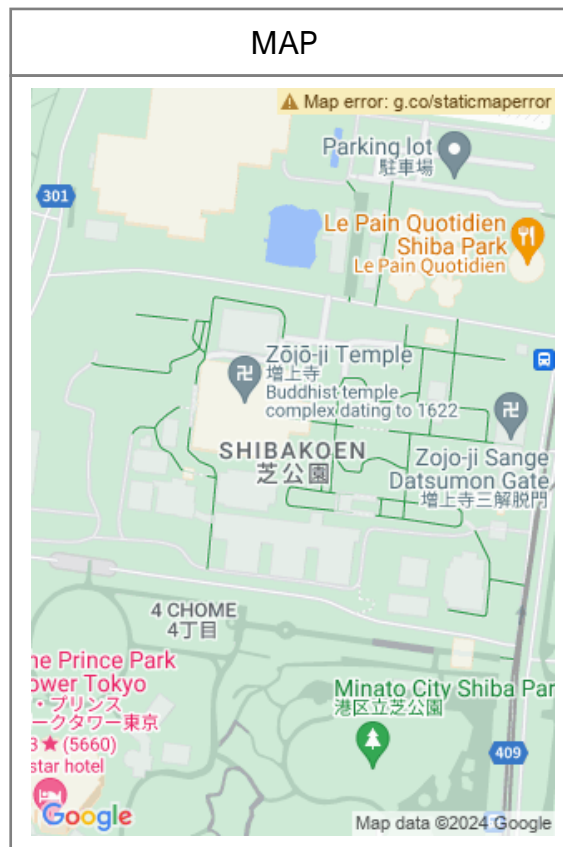 MAP
Map error: g.co/staticmaperror
Parking lot
駐車場
301
Le Pain Quotidien
Shiba Park
Le Pain Quotidien
Zōjō-ji Temple
増上寺
Buddhist temple
complex dating to 1622
SHIBAKOEN
芝公園
Zojo-ji Sange
Datsumon Gate
増上寺三解脱門
4 CHOME
4丁目
ne Prince Park
ower Tokyo
・プリンス
ークタワー東京
3★(5660)
star hotel
Minato City Shiba Par
港区立芝公園
409
Google
Map data ©2024 Google